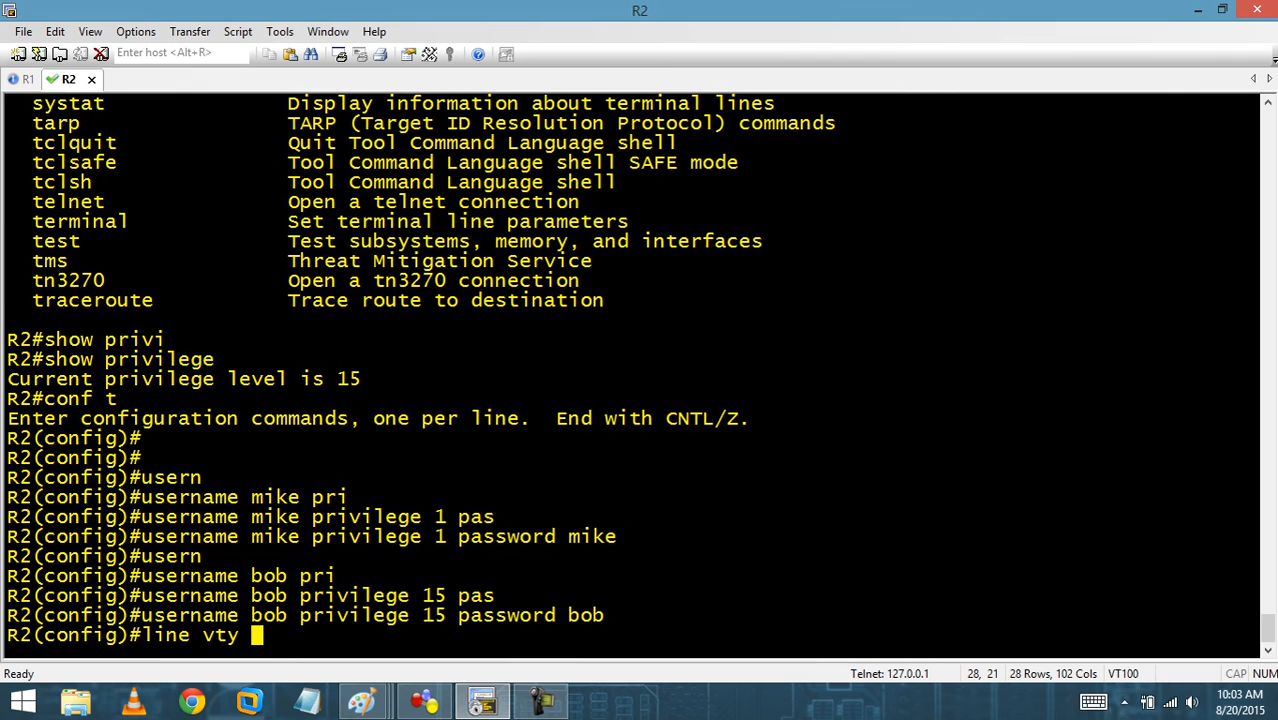 R2
File Edit View Options Transfer Script Tools Window Help
Enter host <Alt+R>
R1 R2
systat Display information about terminal lines
tarp TARP (Target ID Resolution Protocol) commands
tclquit Quit Tool Command Language shell
tclsafe Tool Command Language shell SAFE mode
tclsh Tool Command Language shell
telnet Open a telnet connection
terminal Set terminal line parameters
test Test subsystems, memory, and interfaces
tms Threat Mitigation Service
tn3270 Open a tn3270 connection
traceroute Trace route to destination
R2#show privi
R2#show privilege
Current privilege level is 15
R2#conf t
Enter configuration commands, one per line. End with CNTL/Z.
R2(config)#
R2(config)#
R2(config)#usern
R2(config)#username mike pri
R2(config)#username mike privilege 1 pas
R2(config)#username mike privilege 1 password mike
R2(config)#usern
R2(config)#username bob pri
R2(config)#username bob privilege 15 pas
R2(config)#username bob privilege 15 password bob
R2(config)#line vty
Ready Telnet: 127.0.0.1 28, 21 28 Rows, 102 Cols VT100 CAP NUM
10:03 AM
8/20/2015